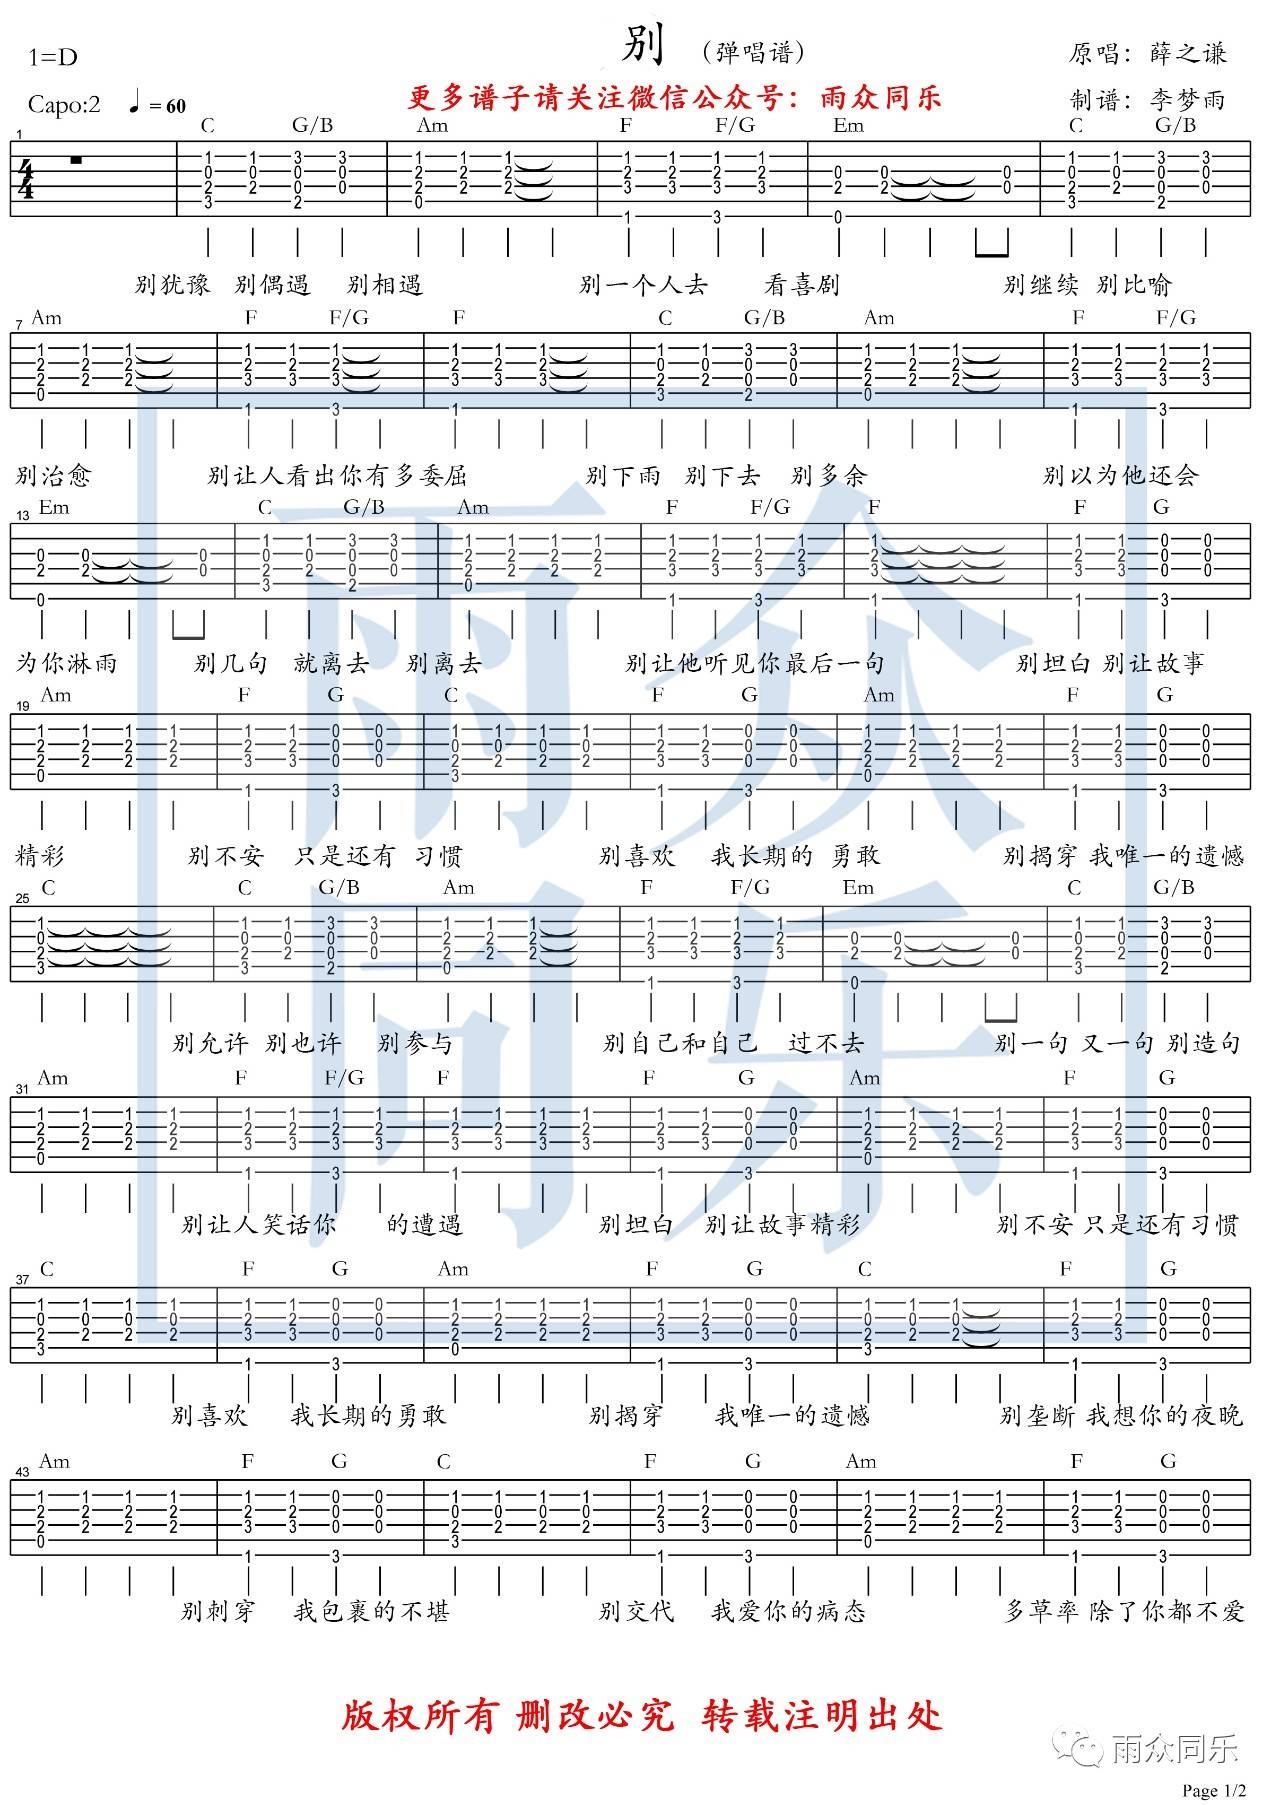 别 (弹唱谱)
1=D
原唱：薛之谦
Capo:2 ♩= 60
更多谱子请关注微信公众号：雨众同乐
制谱：李梦雨
1 C G/B Am F F/G Em C G/B
别犹豫 别偶遇 别相遇 别一个人去 看喜剧 别继续 别比喻
7 Am F F/G F C G/B Am F F/G
别治愈 别让人看出你有多委屈 别下雨 别下去 别多余 别以为他还会
13 Em C G/B Am F F/G F F G
为你淋雨 别几句 就离去 别离去 别让他听见你最后一句 别坦白 别让故事
19 Am F G C F G Am F G
精彩 别不安 只是还有 习惯 别喜欢 我长期的 勇敢 别揭穿 我唯一的遗憾
25 C C G/B Am F F/G Em C G/B
别允许 别也许 别参与 别自己和自己 过不去 别一句 又一句 别造句
31 Am F F/G F F G Am F G
别让人笑话你 的遭遇 别坦白 别让故事精彩 别不安 只是还有习惯
37 C F G Am F G C F G
别喜欢 我长期的勇敢 别揭穿 我唯一的遗憾 别垄断 我想你的夜晚
43 Am F G C F G Am F G
别刺穿 我包裹的不堪 别交代 我爱你的病态 多草率 除了你都不爱
版权所有 删改必究 转载注明出处
雨众同乐
Page 1/2
雨众
同乐